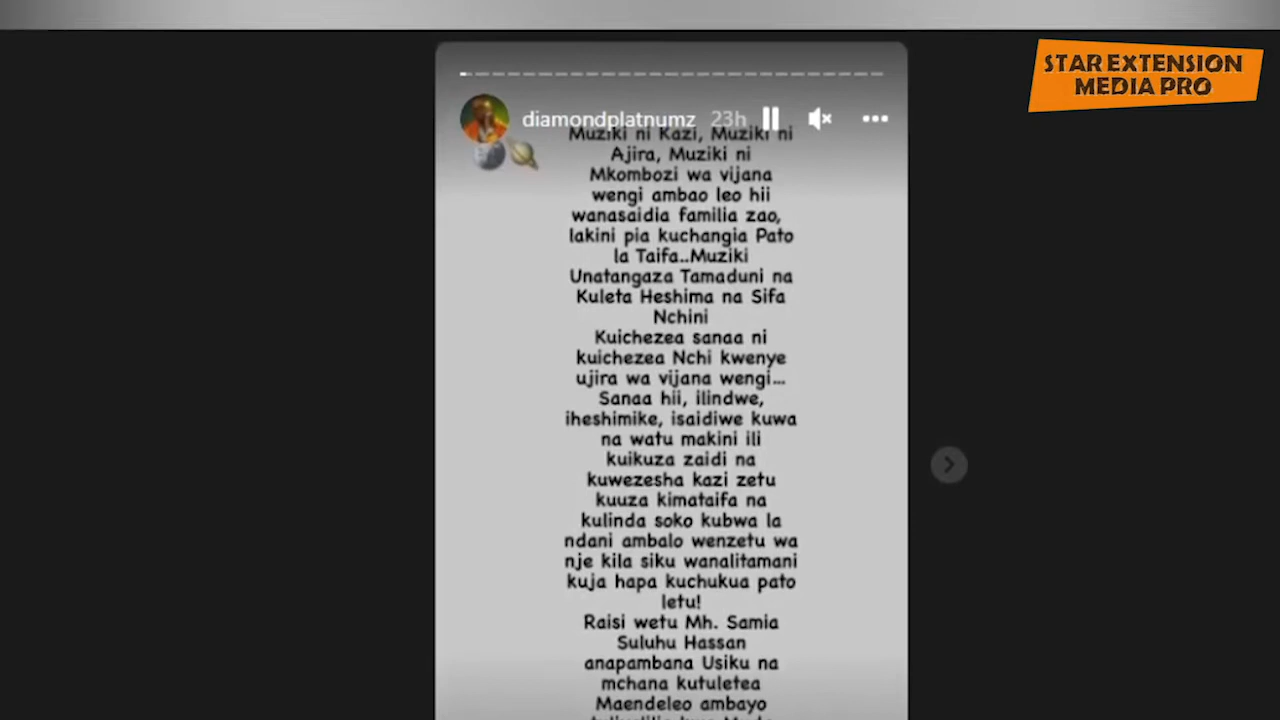 STAR EXTENSION
MEDIA PRO
diamondplatnumz 23h
Muziki ni Kazi, Muziki ni
Ajira, Muziki ni
Mkombozi wa vijana
wengi ambao leo hii
wanasaidia familia zao,
lakini pia kuchangia Pato
la Taifa..Muziki
Unatangaza Tamaduni na
Kuleta Heshima na Sifa
Nchini
Kuichezea sanaa ni
kuichezea Nchi kwenye
ujira wa vijana wengi...
Sanaa hii, ilindwe,
iheshimike, isaidiwe kuwa
na watu makini ili
kuikuza zaidi na
kuwezesha kazi zetu
kuuza kimataifa na
kulinda soko kubwa la
ndani ambalo wenzetu wa
nje kila siku wanalitamani
kuja hapa kuchukua pato
letu!
Raisi wetu Mh. Samia
Suluhu Hassan
anapambana Usiku na
mchana kutuletea
Maendeleo ambayo